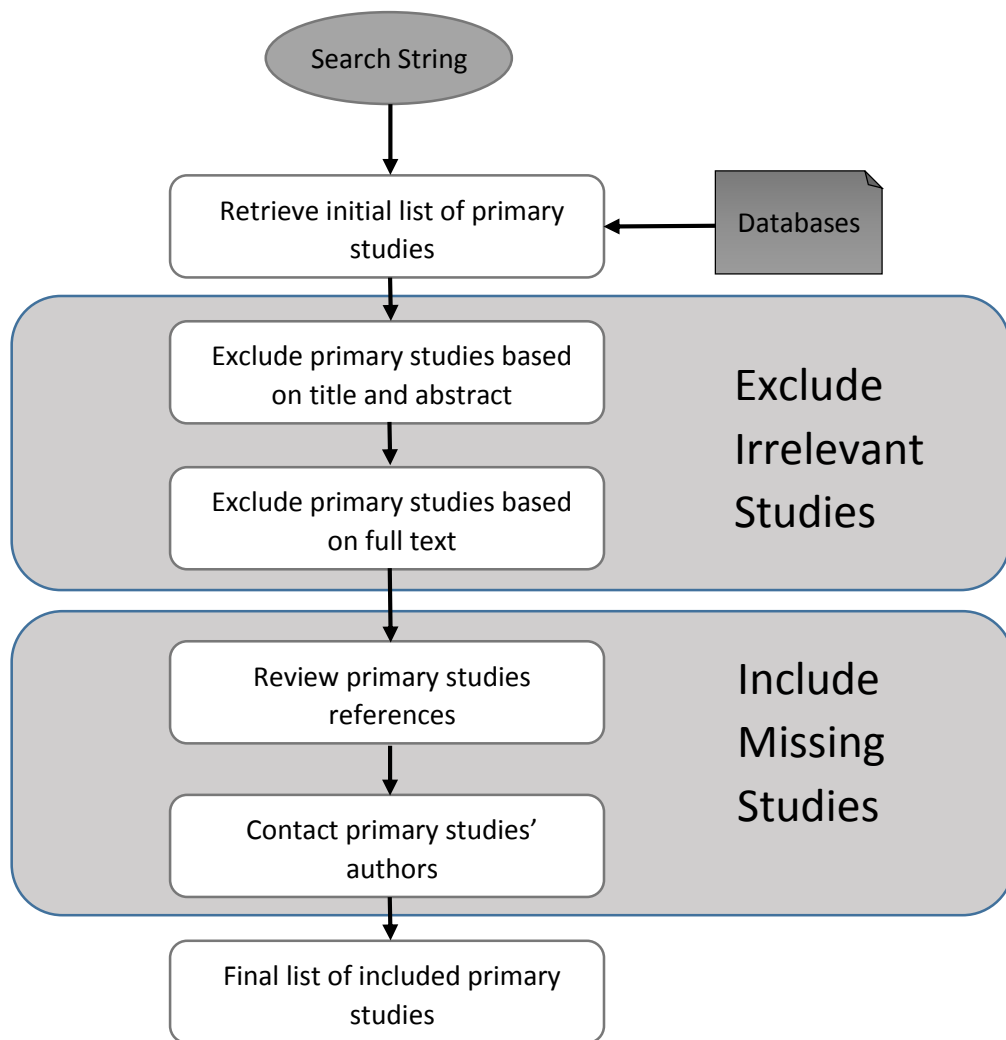 Search String
Retrieve initial list of primary
studies
Databases
Exclude primary studies based
on title and abstract
Exclude primary studies based
on full text
Exclude
Irrelevant
Studies
Review primary studies
references
Contact primary studies’
authors
Include
Missing
Studies
Final list of included primary
studies